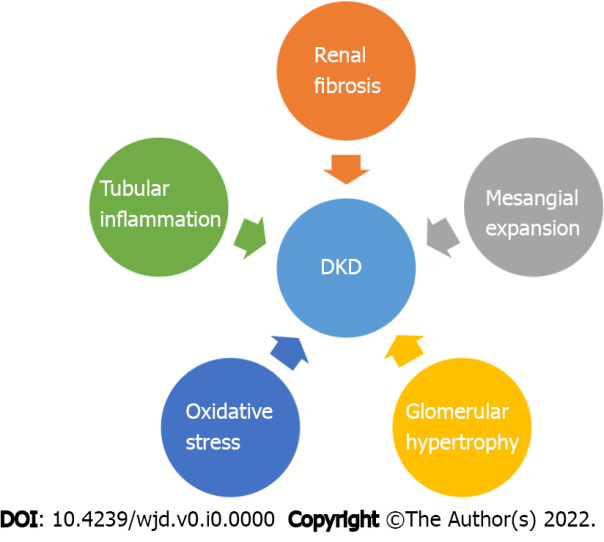 Renal
fibrosis
Tubular
inflammation
Mesangial
expansion
DKD
Oxidative
stress
Glomerular
hypertrophy
DOI: 10.4239/wjd.v0.i0.0000 Copyright ©The Author(s) 2022.